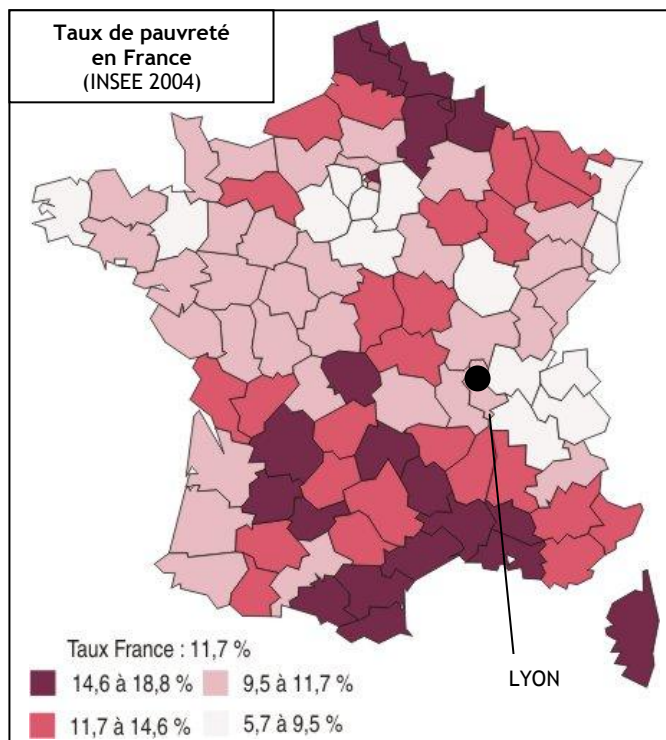 Taux de pauvreté
en France
(INSEE 2004)
LYON
Taux France : 11,7 %
14,6 à 18,8 % 9,5 à 11,7 %
11,7 à 14,6 % 5,7 à 9,5 %